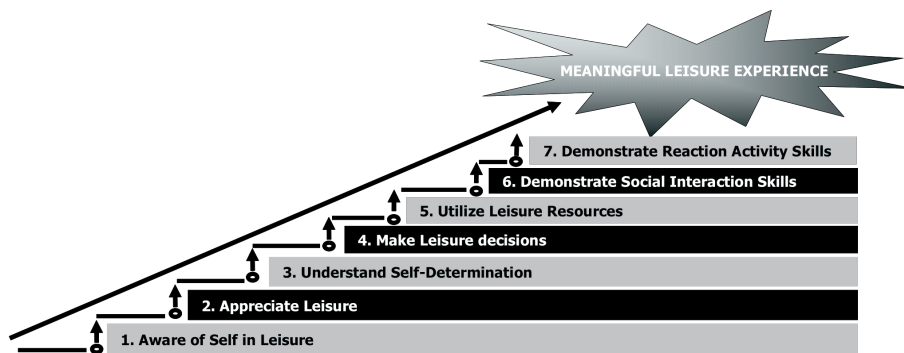 MEANINGFUL LEISURE EXPERIENCE
7. Demonstrate Reaction Activity Skills
6. Demonstrate Social Interaction Skills
5. Utilize Leisure Resources
4. Make Leisure decisions
3. Understand Self-Determination
2. Appreciate Leisure
1. Aware of Self in Leisure